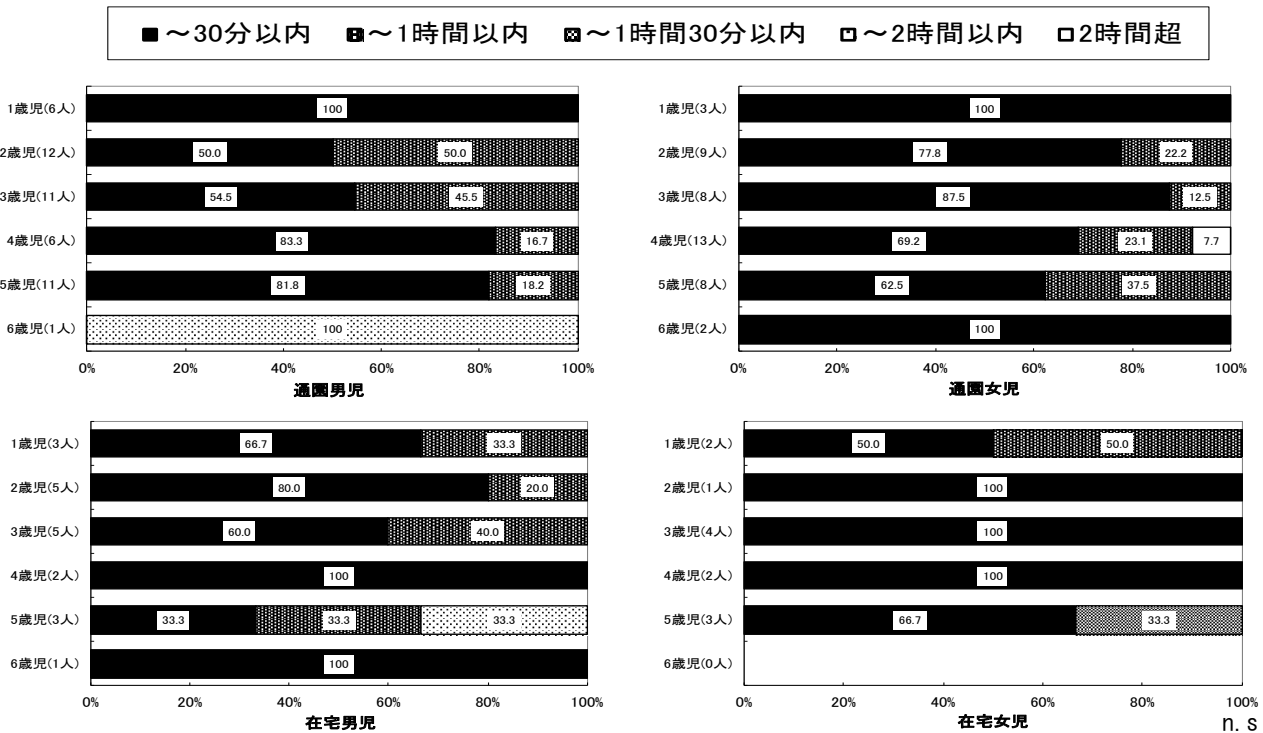 ■～30分以内 ～1時間以内 ～1時間30分以内 ～2時間以内 □2時間超
1歳児(6人) 100
2歳児(12人) 50.0 50.0
3歳児(11人) 54.5 45.5
4歳児(6人) 83.3 16.7
5歳児(11人) 81.8 18.2
6歳児(1人) 100
0% 20% 40% 60% 80% 100%
通園男児
1歳児(3人) 100
2歳児(9人) 77.8 22.2
3歳児(8人) 87.5 12.5
4歳児(13人) 69.2 23.1 7.7
5歳児(8人) 62.5 37.5
6歳児(2人) 100
0% 20% 40% 60% 80% 100%
通園女児
1歳児(3人) 66.7 33.3
2歳児(5人) 80.0 20.0
3歳児(5人) 60.0 40.0
4歳児(2人) 100
5歳児(3人) 33.3 33.3 33.3
6歳児(1人) 100
0% 20% 40% 60% 80% 100%
在宅男児
1歳児(2人) 50.0 50.0
2歳児(1人) 100
3歳児(4人) 100
4歳児(2人) 100
5歳児(3人) 66.7 33.3
6歳児(0人)
0% 20% 40% 60% 80% 100%
在宅女児
n. s